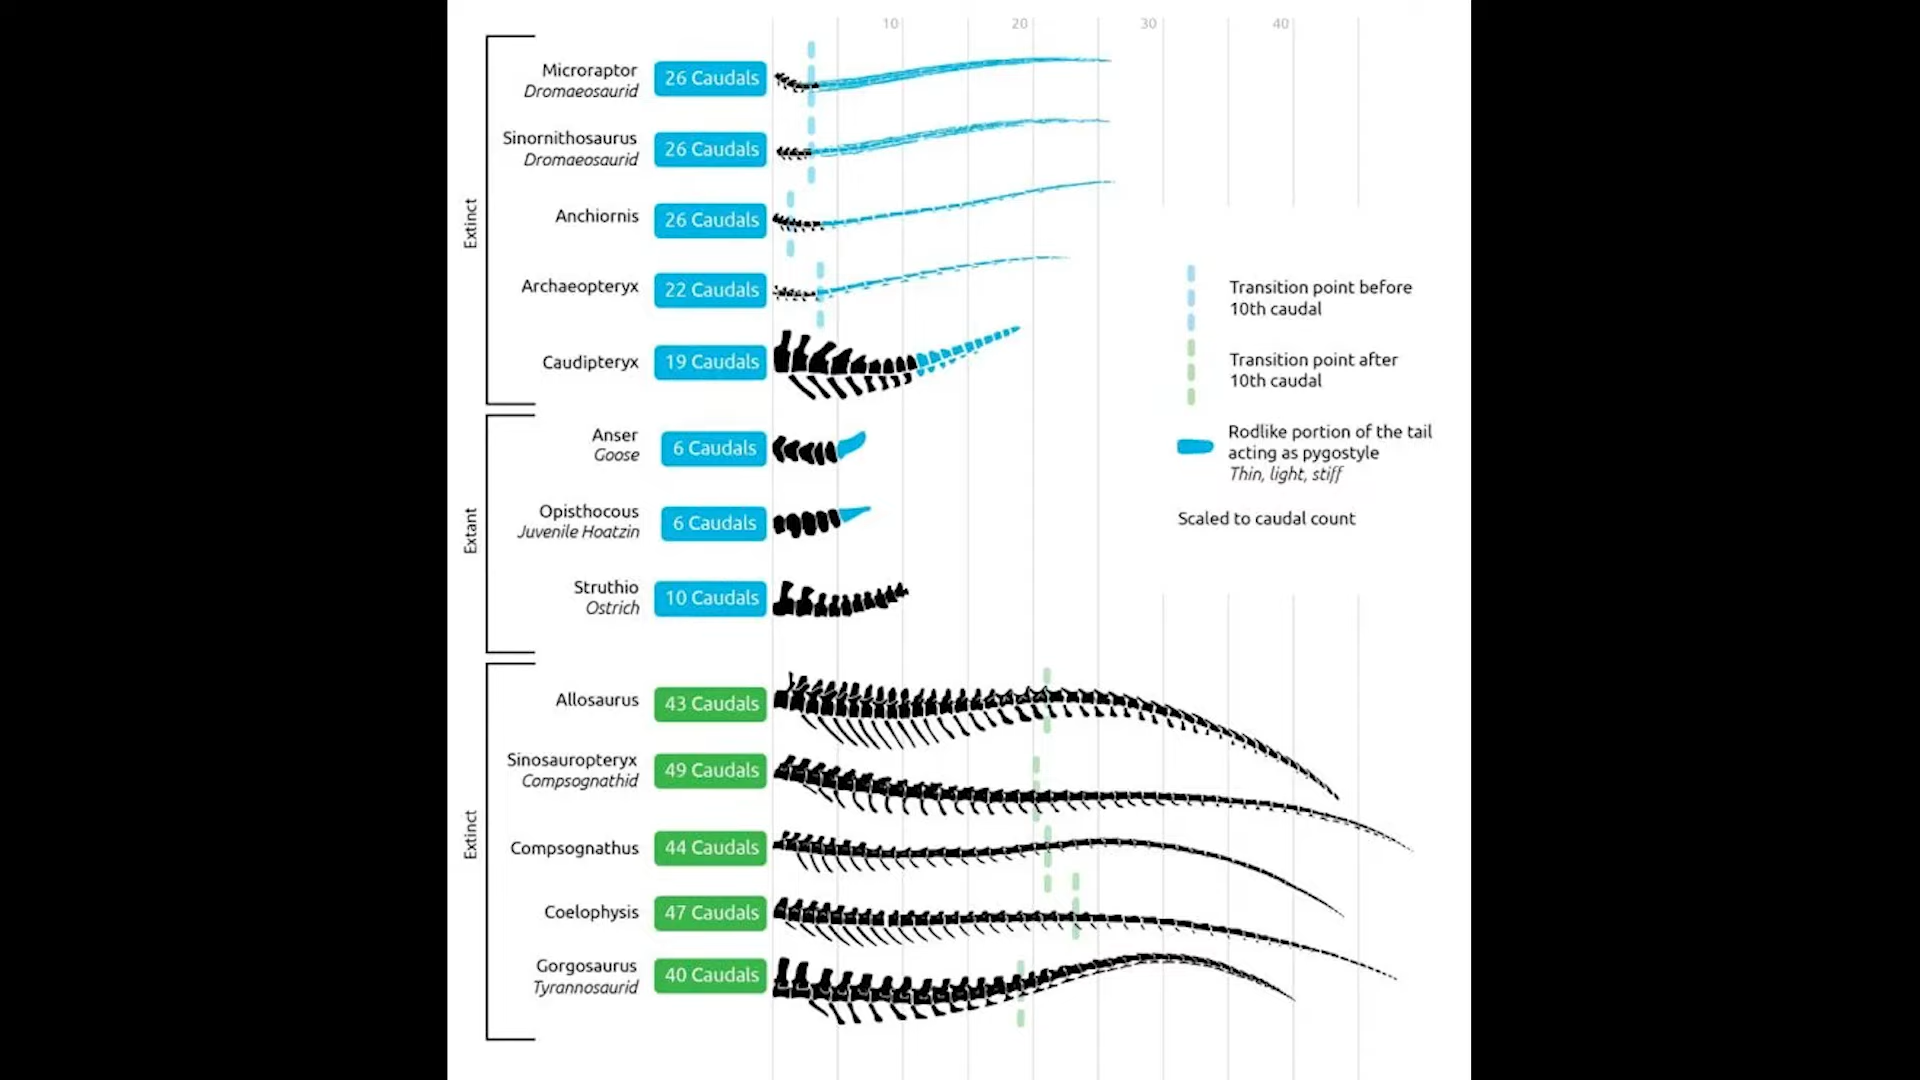 10
20
30
40
Extinct
Microraptor
Dromaeosaurid
26 Caudals
Sinornithosaurus
Dromaeosaurid
26 Caudals
Anchiornis
26 Caudals
Archaeopteryx
22 Caudals
Caudipteryx
19 Caudals
Transition point before
10th caudal
Transition point after
10th caudal
Rodlike portion of the tail
acting as pygostyle
Thin, light, stiff
Scaled to caudal count
Extant
Anser
Goose
6 Caudals
Opisthocous
Juvenile Hoatzin
6 Caudals
Struthio
Ostrich
10 Caudals
Extinct
Allosaurus
43 Caudals
Sinosauropteryx
Compsognathid
49 Caudals
Compsognathus
44 Caudals
Coelophysis
47 Caudals
Gorgosaurus
Tyrannosaurid
40 Caudals